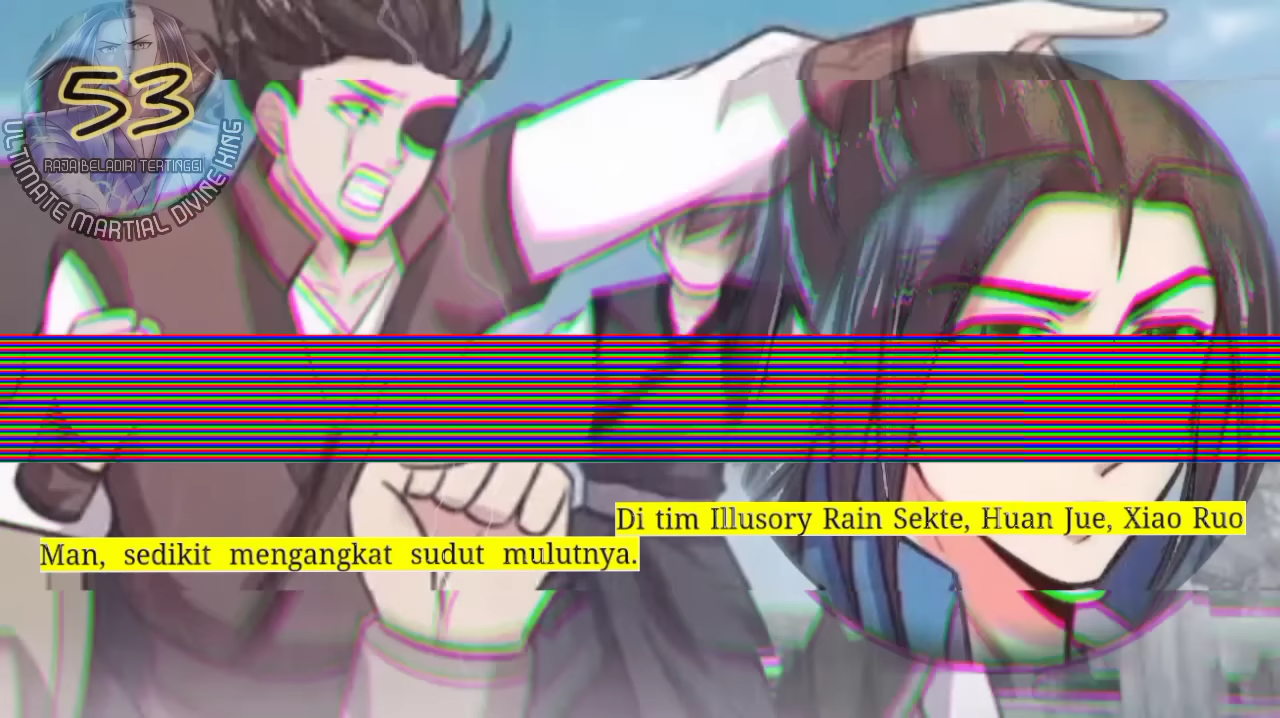 53
RAJA BELADIRI TERTINGGI
ULTIMATE MARTIAL DIVINE KING
Di tim Illusory Rain Sekte, Huan Jue, Xiao Ruo
Man, sedikit mengangkat sudut mulutnya.